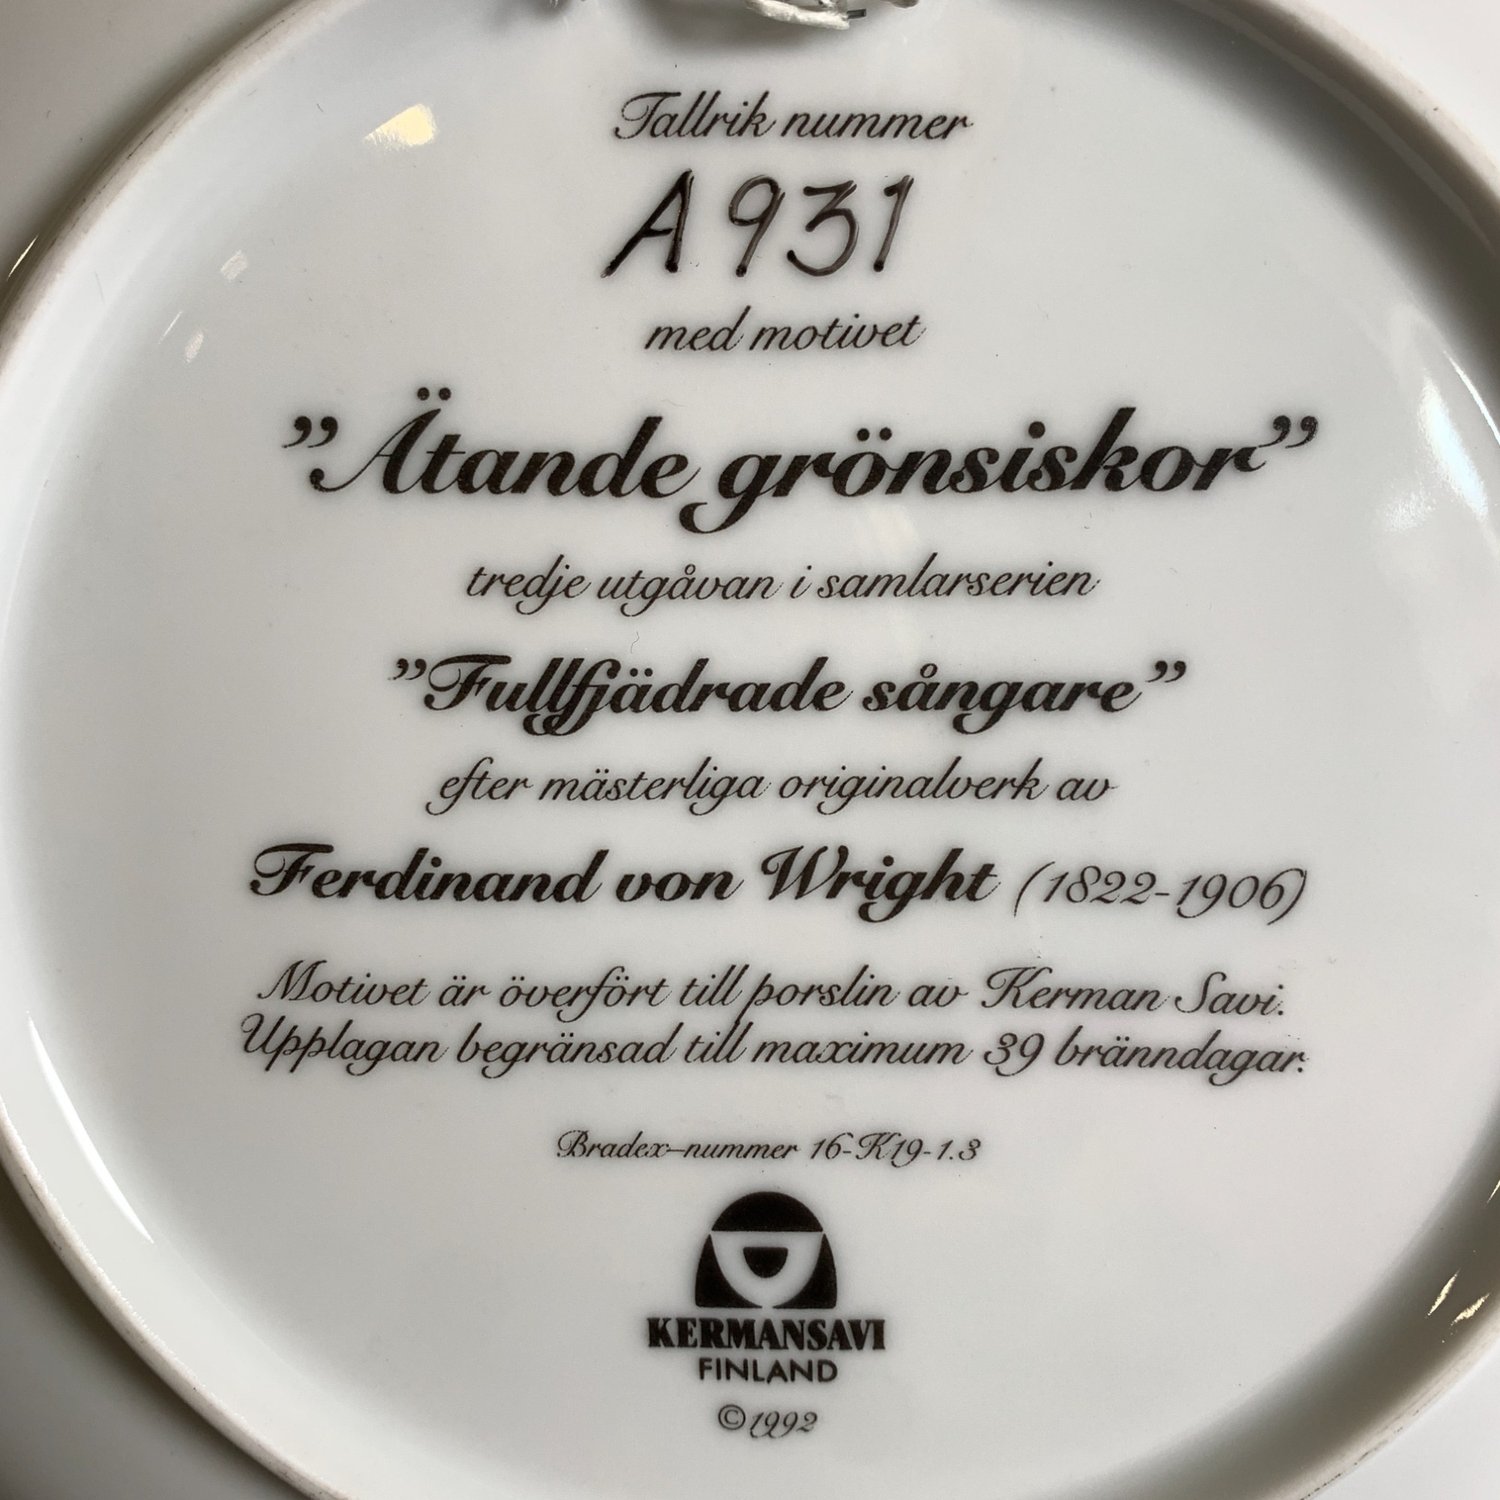 Tallrik nummer
A931
med motivet
”Ätande grönsiskor”
tredje utgåvan i samlarserien
”Fullfjädrade sångare”
efter mästerliga originalverk av
Ferdinand von Wright (1822-1906)
Motivet är överfört till porslin av Kerman Savi.
Upplagan begränsad till maximum 39 bränndagar.
Bradex-nummer 16-K19-1.3
KERMANSAVI
FINLAND
©1992